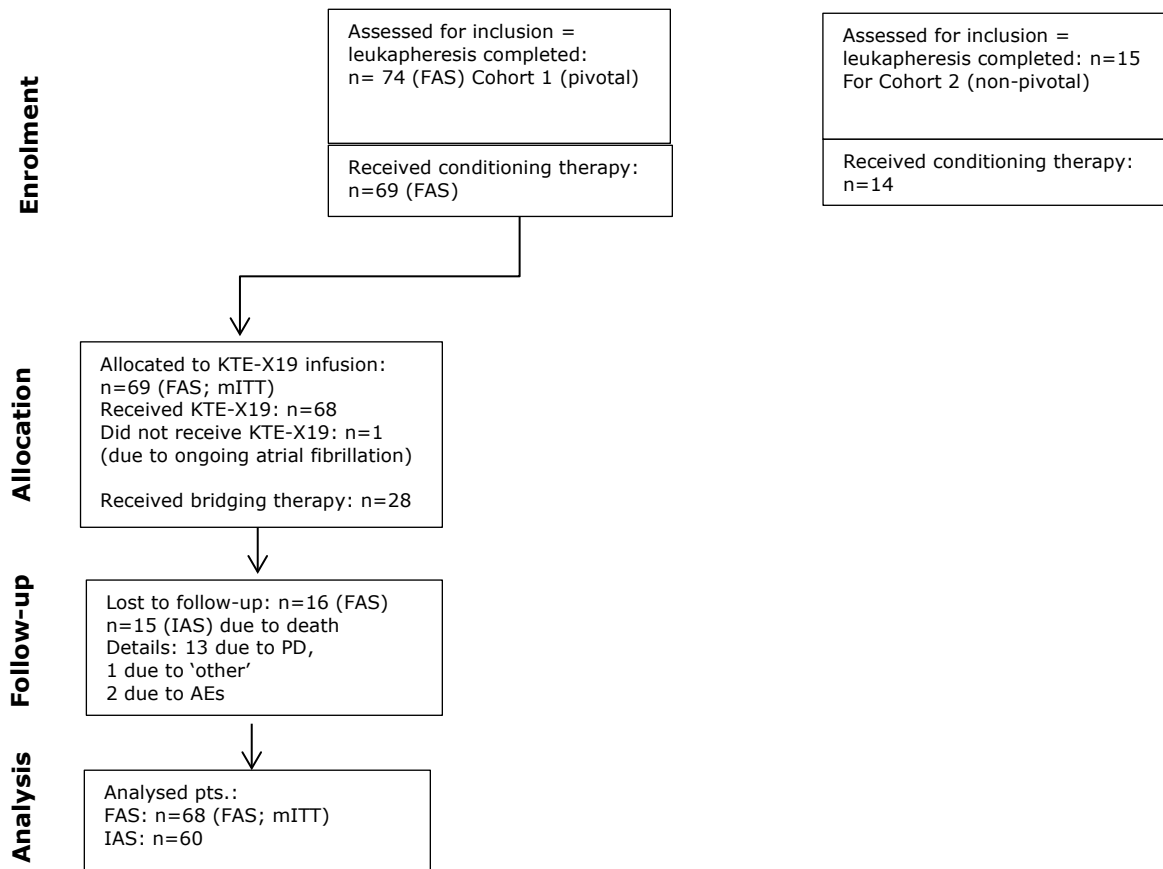 Enrolment
Assessed for inclusion =
leukapheresis completed:
n= 74 (FAS) Cohort 1 (pivotal)
Received conditioning therapy:
n=69 (FAS)
Assessed for inclusion =
leukapheresis completed: n=15
For Cohort 2 (non-pivotal)
Received conditioning therapy:
n=14
Allocation
Allocated to KTE-X19 infusion:
n=69 (FAS; mITT)
Received KTE-X19: n=68
Did not receive KTE-X19: n=1
(due to ongoing atrial fibrillation)
Received bridging therapy: n=28
Follow-up
Lost to follow-up: n=16 (FAS)
n=15 (IAS) due to death
Details: 13 due to PD,
1 due to ‘other’
2 due to AEs
Analysis
Analysed pts.:
FAS: n=68 (FAS; mITT)
IAS: n=60